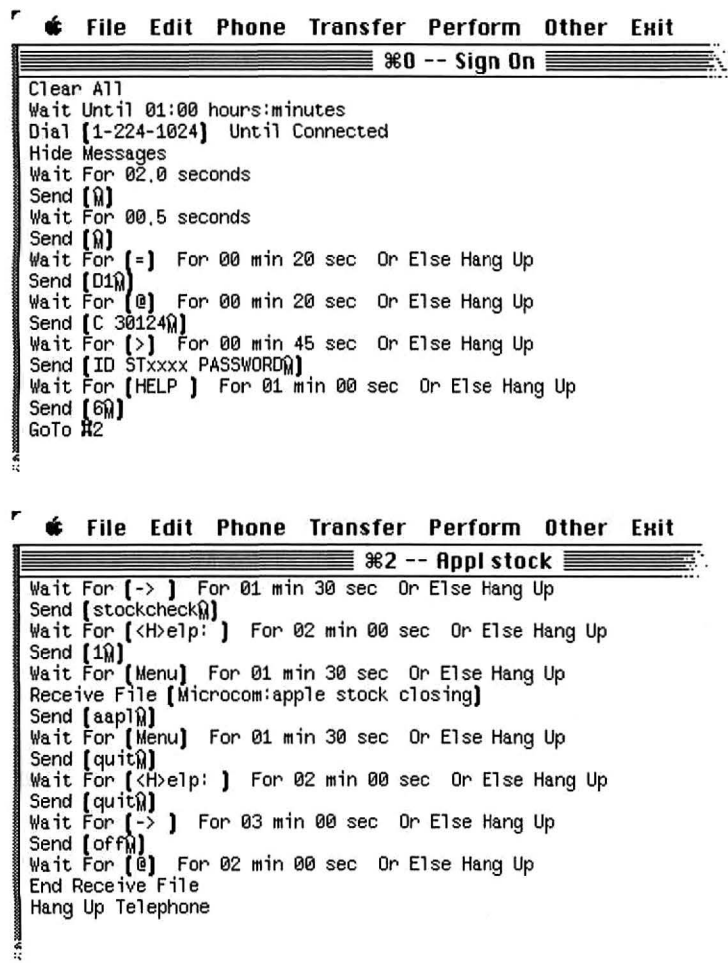 File Edit Phone Transfer Perform Other Exit
⌘0 -- Sign On
Clear All
Wait Until 01:00 hours:minutes
Dial [1-224-1024] Until Connected
Hide Messages
Wait For 02.0 seconds
Send [␍]
Wait For 00.5 seconds
Send [␍]
Wait For [=] For 00 min 20 sec Or Else Hang Up
Send [D1␍]
Wait For [@] For 00 min 20 sec Or Else Hang Up
Send [C 30124␍]
Wait For [>] For 00 min 45 sec Or Else Hang Up
Send [ID STxxxx PASSWORD␍]
Wait For [HELP ] For 01 min 00 sec Or Else Hang Up
Send [6␍]
GoTo ⌘2
File Edit Phone Transfer Perform Other Exit
⌘2 -- Appl stock
Wait For [-> ] For 01 min 30 sec Or Else Hang Up
Send [stockcheck␍]
Wait For [<H>elp: ] For 02 min 00 sec Or Else Hang Up
Send [1␍]
Wait For [Menu] For 01 min 30 sec Or Else Hang Up
Receive File [Microcom:apple stock closing]
Send [aapl␍]
Wait For [Menu] For 01 min 30 sec Or Else Hang Up
Send [quit␍]
Wait For [<H>elp: ] For 02 min 00 sec Or Else Hang Up
Send [quit␍]
Wait For [-> ] For 03 min 00 sec Or Else Hang Up
Send [off␍]
Wait For [@] For 02 min 00 sec Or Else Hang Up
End Receive File
Hang Up Telephone